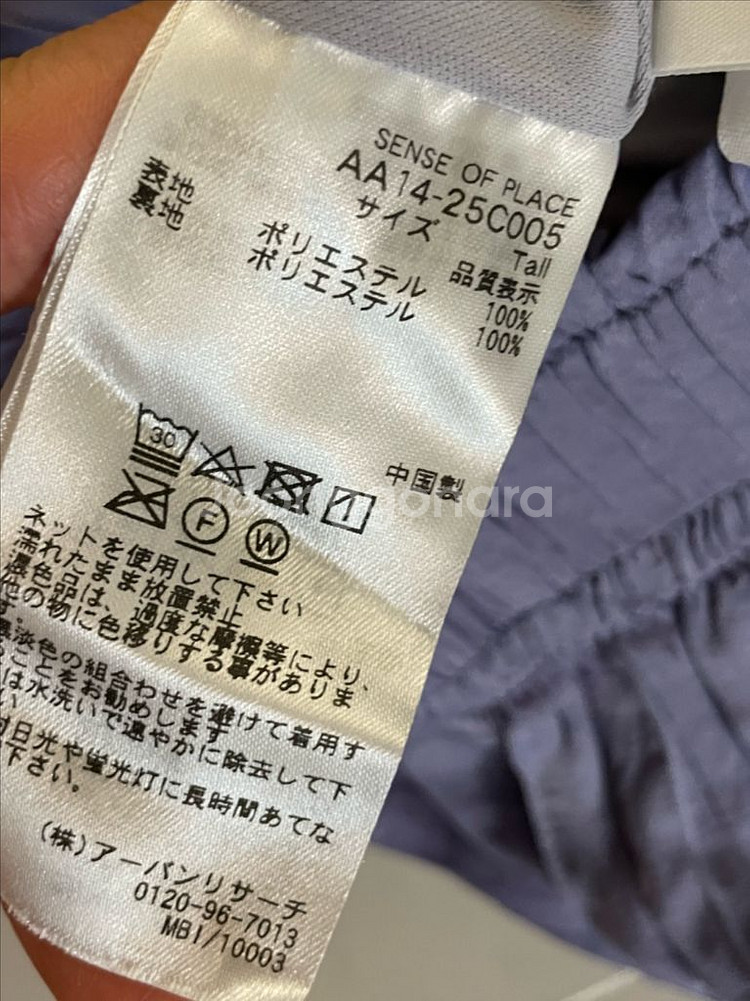 SENSE OF PLACE
AA14-25C005
サイズ Tall
品質表示
表地 ポリエステル 100%
裏地 ポリエステル 100%
中国製
30
F W
ネットを使用して下さい
濡れたまま放置禁止
濃色品は、過度な摩擦等により、
他の物に色移りする事がありま
す。
濃淡色の組合わせを避けて着用す
ることをお勧めします
は水洗いで速やかに除去して下
い
日光や蛍光灯に長時間あてな
下さい。
(株)アーバンリサーチ
0120-96-7013
MBI/10003